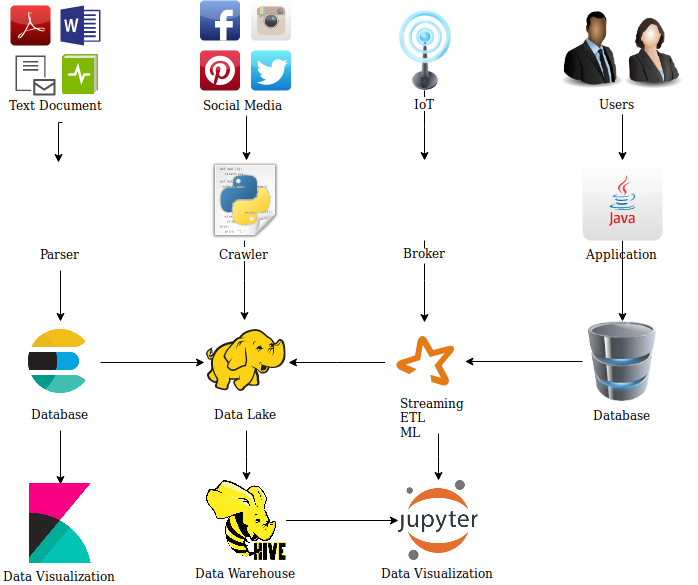 W
f
Text Document
Social Media
IoT
Users
Java
Parser
Crawler
Broker
Application
Database
Data Lake
Streaming
ETL
ML
Database
HIVE
jupyter
Data Visualization
Data Warehouse
Data Visualization